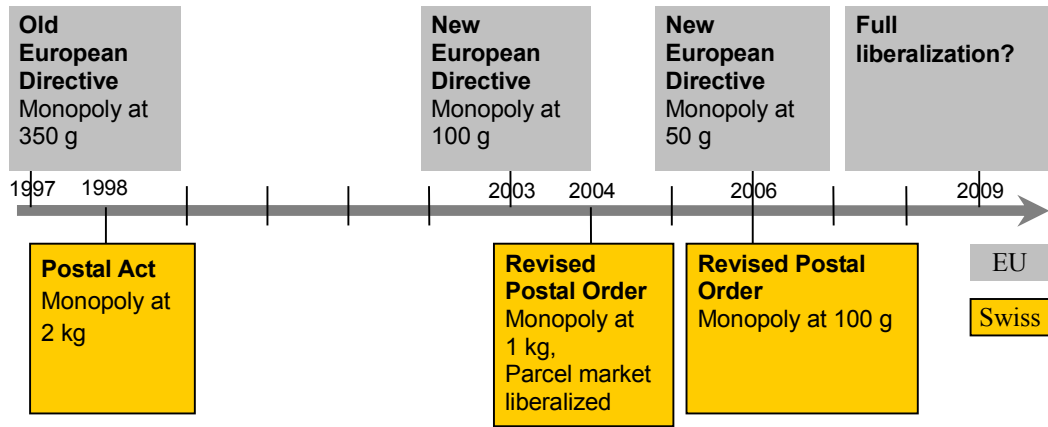 Old
European
Directive
Monopoly at
350 g
New
European
Directive
Monopoly at
100 g
New
European
Directive
Monopoly at
50 g
Full
liberalization?
1997
1998
2003
2004
2006
2009
Postal Act
Monopoly at
2 kg
Revised
Postal Order
Monopoly at
1 kg,
Parcel market
liberalized
Revised Postal
Order
Monopoly at 100 g
EU
Swiss